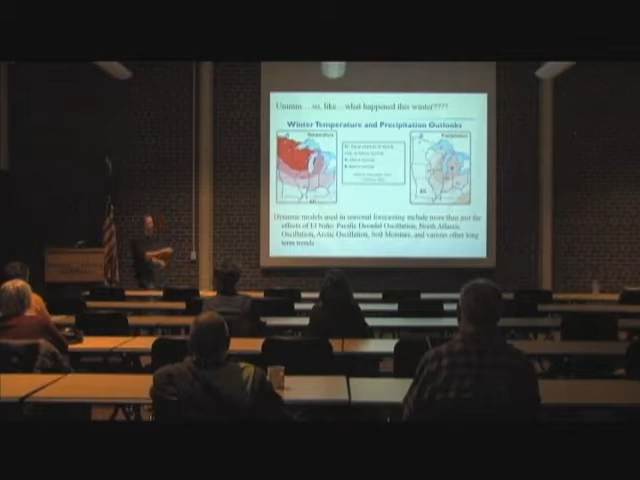 Ummm …so, like… what happened this winter????
Winter Temperature and Precipitation Outlooks
Temperature
Precipitation
Dynamic models used in seasonal forecasting include more than just the
effects of El Niño: Pacific Decadal Oscillation, North Atlantic
Oscillation, Arctic Oscillation, Soil Moisture, and various other long
term trends